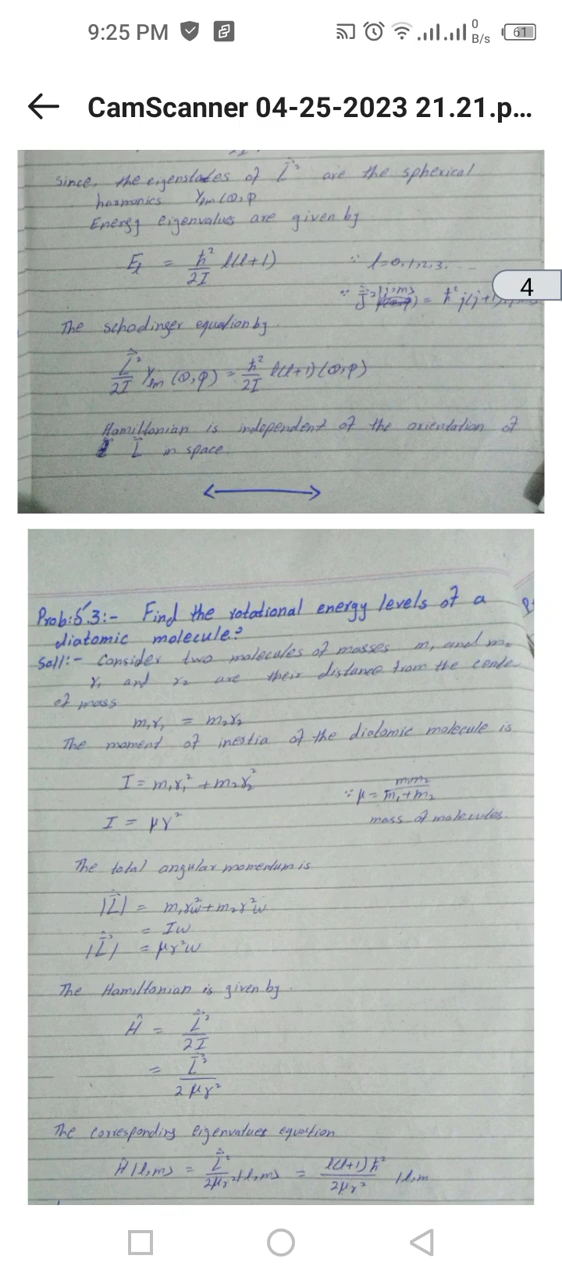 9:25 PM
0
B/s
61
CamScanner 04-25-2023 21.21.p...
4
Since, the eigenstades of L̂² are the spherical
harmonics Yₗₘ (Θ, φ
Energy eigenvalues are given by
Eₗ = ħ²/2I l(l+1) ∵ l=0,1,2,3....
The schodinger equation by
L̂²/2I Yₗₘ (Θ,φ) = ħ²/2I l(l+1) (Θ,φ)
Hamiltonian is independent of the orientation of
L̂ in space.
Prob:5.3:- Find the rotational energy levels of a
diatomic molecule?
Soll:- Consider two molecules of masses m₁ and m₂
r₁ and r₂ are their distance from the cente
of mass
m₁r₁ = m₂r₂
The moment of inertia of the diatomic molecule is
I = m₁r₁² + m₂r₂² ∵ μ = m₁m₂/m₁+m₂
I = μr² mass of molecules.
The total angular momentum is
|L̂| = m₁r₁²ω + m₂r₂²ω
= Iω
|L̂| = μr²ω
The Hamiltonian is given by
Ĥ = L̂²/2I
= L̂²/2μr²
The corresponding eigenvalues equation
Ĥ|l,m> = L̂²/2μr² |l,m> = l(l+1)ħ²/2μr² |l,m